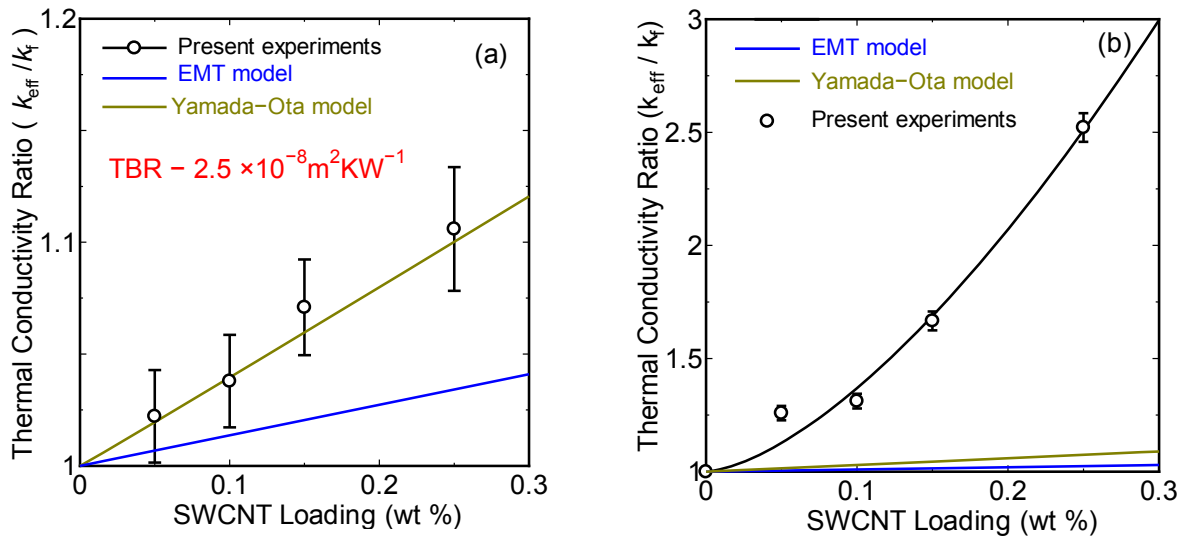 Thermal Conductivity Ratio ( k_eff /k_f)
1.2
1.1
1
Present experiments
(a)
EMT model
Yamada−Ota model
TBR − 2.5 ×10⁻⁸m²KW⁻¹
0
0.1
0.2
0.3
SWCNT Loading (wt %)
Thermal Conductivity Ratio (k_eff / k_f)
3
2.5
2
1.5
1
EMT model
(b)
Yamada−Ota model
Present experiments
0
0.1
0.2
0.3
SWCNT Loading (wt %)